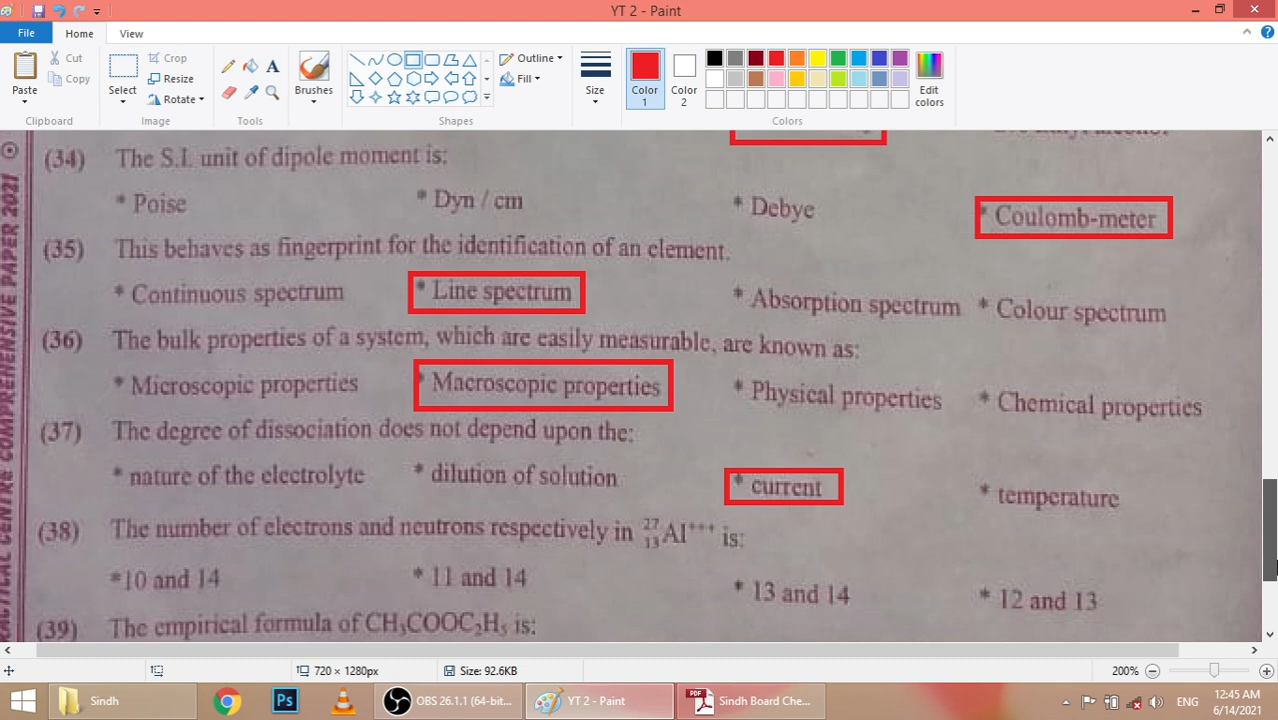 YT 2 - Paint
File Home View
Cut
Copy
Paste
Clipboard
Crop
Resize
Rotate
Select
Image
Tools
Brushes
Outline
Fill
Shapes
Size
Color 1
Color 2
Edit colors
Colors
COMPREHENSIVE PAPER 2021
(34) The S.I. unit of dipole moment is:
* Poise * Dyn / cm * Debye * Coulomb-meter
(35) This behaves as fingerprint for the identification of an element.
* Continuous spectrum * Line spectrum * Absorption spectrum * Colour spectrum
(36) The bulk properties of a system, which are easily measurable, are known as:
* Microscopic properties * Macroscopic properties * Physical properties * Chemical properties
(37) The degree of dissociation does not depend upon the:
* nature of the electrolyte * dilution of solution * current * temperature
(38) The number of electrons and neutrons respectively in ²⁷₁₃Al⁺⁺⁺ is:
*10 and 14 * 11 and 14 * 13 and 14 * 12 and 13
(39) The empirical formula of CH₃COOC₂H₅ is:
720 × 1280px Size: 92.6KB 200%
Sindh Ps OBS 26.1.1 (64-bit... YT 2 - Paint PDF Sindh Board Che... ENG 12:45 AM
6/14/2021